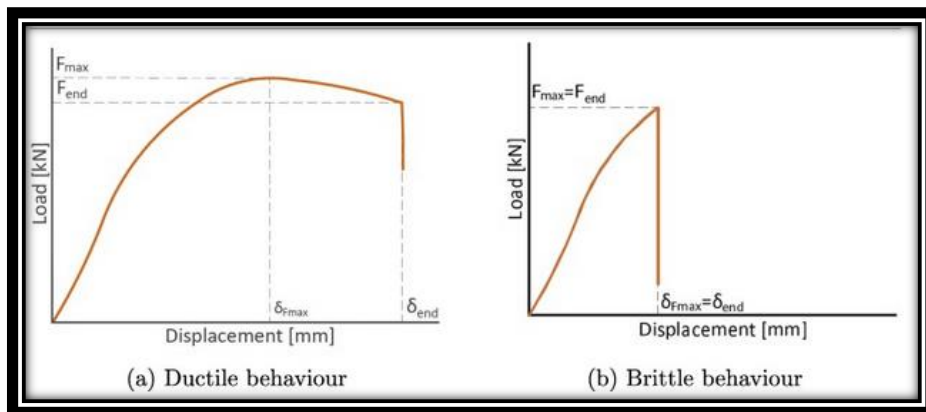 Fmax
Fend
Load [kN]
δFmax
δend
Displacement [mm]
(a) Ductile behaviour
Fmax=Fend
Load [kN]
δFmax=δend
Displacement [mm]
(b) Brittle behaviour